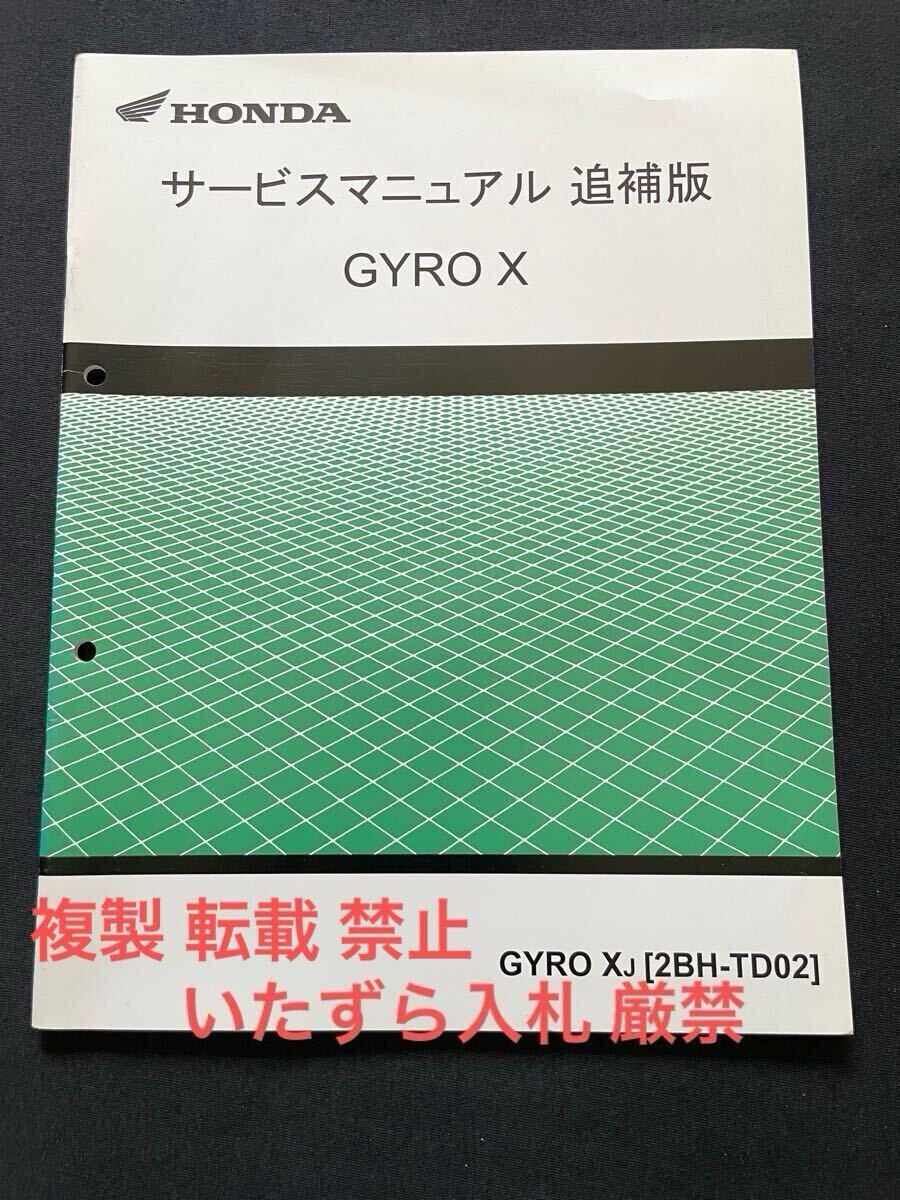 HONDA
サービスマニュアル 追補版
GYRO X
複製 転載 禁止
GYRO XJ [2BH-TD02]
いたずら入札 厳禁